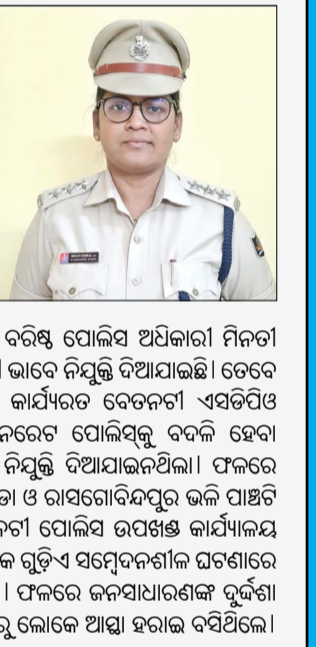 ବରିଷ୍ଠ ପୋଲିସ ଅଧିକାରୀ ମିନତୀ
ଭାବେ ନିଯୁକ୍ତି ଦିଆଯାଇଛି। ତେବେ
କାର୍ଯ୍ୟରତ ବେତନଟୀ ଏସଡିପିଓ
ନରେଟ ପୋଲିସ୍‌କୁ ବଦଳି ହେବା
ନିଯୁକ୍ତି ଦିଆଯାଇନଥିଲା। ଫଳରେ
ଡା ଓ ରାସଗୋବିନ୍ଦପୁର ଭଳି ପାଞ୍ଚଟି
ନଟୀ ପୋଲିସ ଉପଖଣ୍ଡ କାର୍ଯ୍ୟାଳୟ
କ ଗୁଡ଼ିଏ ସମ୍ବେଦନଶୀଳ ଘଟଣାରେ
। ଫଳରେ ଜନସାଧାରଣଙ୍କ ଦୁର୍ଦ୍ଦଶା
ରୁ ଲୋକେ ଆସ୍ଥା ହରାଇ ବସିଥିଲେ।